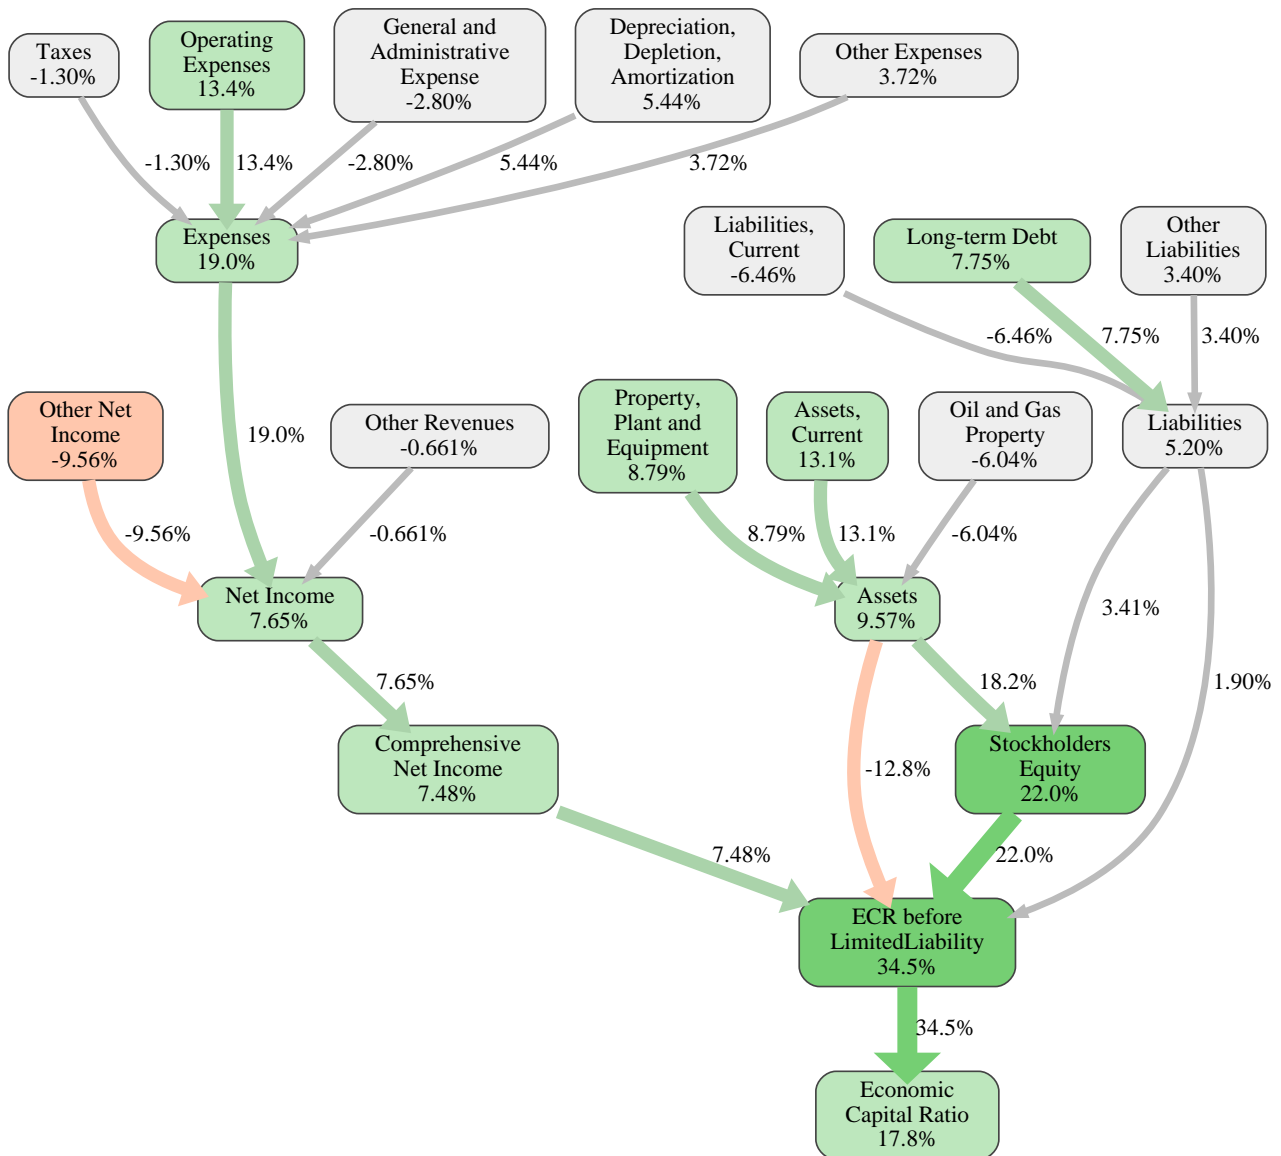 Taxes
-1.30%
Operating
Expenses
13.4%
General and
Administrative
Expense
-2.80%
Depreciation,
Depletion,
Amortization
5.44%
Other Expenses
3.72%
-1.30%
13.4%
-2.80%
5.44%
3.72%
Expenses
19.0%
Liabilities,
Current
-6.46%
Long-term Debt
7.75%
Other
Liabilities
3.40%
-6.46%
7.75%
3.40%
Other Net
Income
-9.56%
19.0%
Other Revenues
-0.661%
Property,
Plant and
Equipment
8.79%
Assets,
Current
13.1%
Oil and Gas
Property
-6.04%
Liabilities
5.20%
-9.56%
-0.661%
8.79%
13.1%
-6.04%
Net Income
7.65%
Assets
9.57%
3.41%
1.90%
7.65%
18.2%
Comprehensive
Net Income
7.48%
-12.8%
Stockholders
Equity
22.0%
7.48%
22.0%
ECR before
LimitedLiability
34.5%
34.5%
Economic
Capital Ratio
17.8%